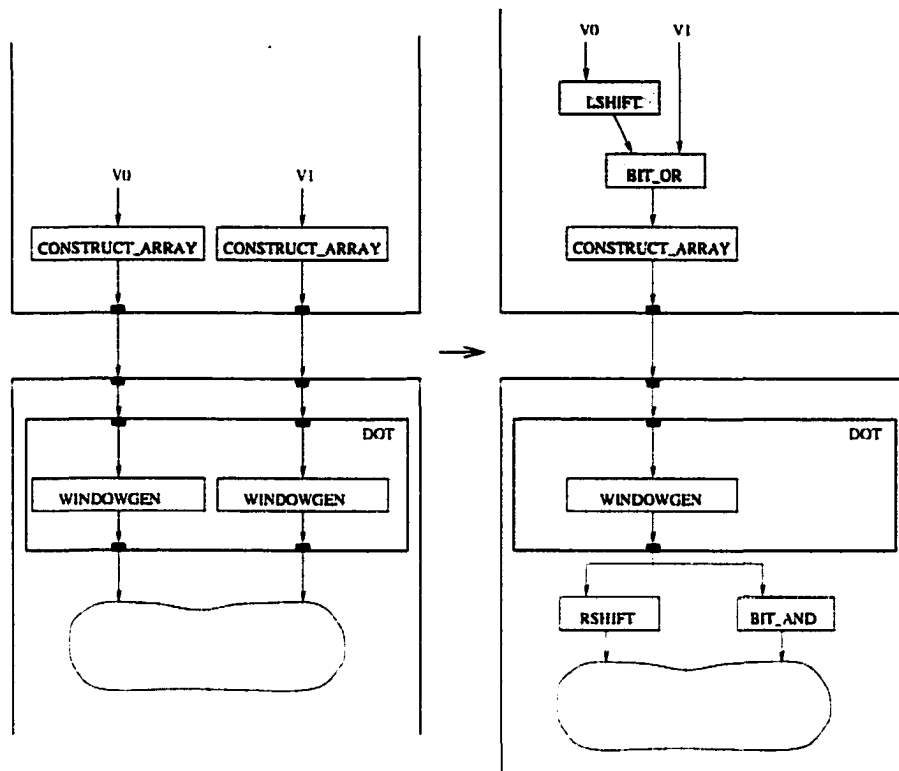 V0 V1
CONSTRUCT_ARRAY CONSTRUCT_ARRAY
DOT
WINDOWGEN WINDOWGEN
V0 V1
LSHIFT
BIT_OR
CONSTRUCT_ARRAY
DOT
WINDOWGEN
RSHIFT BIT_AND